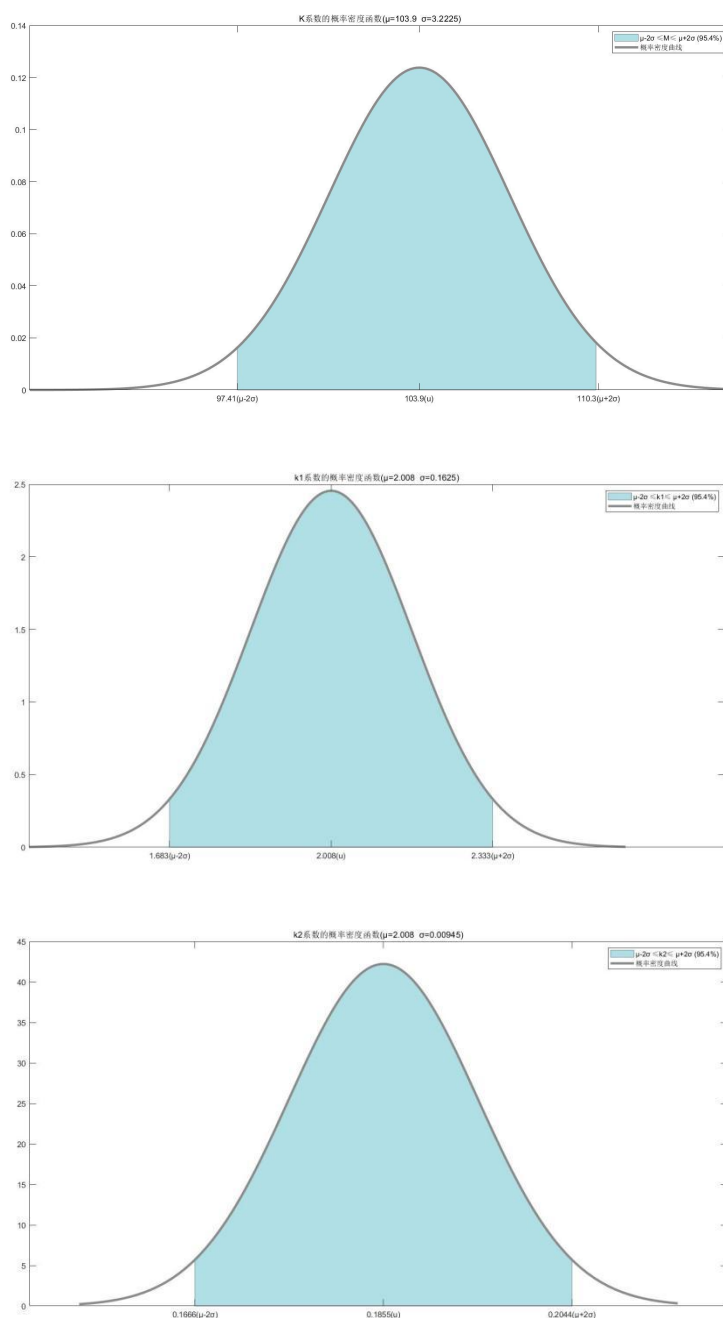 K系数的概率密度函数(μ=103.9 σ=3.2225)
0.14
μ-2σ ≤M≤ μ+2σ (95.4%)
概率密度曲线
0.12
0.1
0.08
0.06
0.04
0.02
0
97.41(μ-2σ)
103.9(u)
110.3(μ+2σ)
k1系数的概率密度函数(μ=2.008 σ=0.1625)
2.5
μ-2σ ≤k1≤ μ+2σ (95.4%)
概率密度曲线
2
1.5
1
0.5
0
1.683(μ-2σ)
2.008(u)
2.333(μ+2σ)
k2系数的概率密度函数(μ=2.008 σ=0.00945)
45
μ-2σ ≤k2≤ μ+2σ (95.4%)
概率密度曲线
40
35
30
25
20
15
10
5
0
0.1666(μ-2σ)
0.1855(u)
0.2044(μ+2σ)